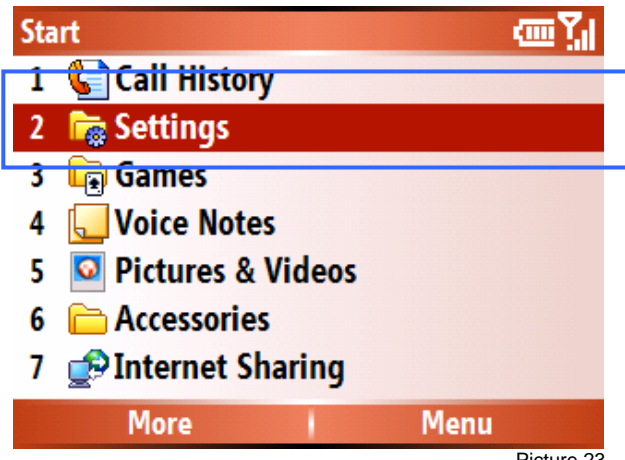 Start
1 Call History
2 Settings
3 Games
4 Voice Notes
5 Pictures & Videos
6 Accessories
7 Internet Sharing
More Menu
Picture 23